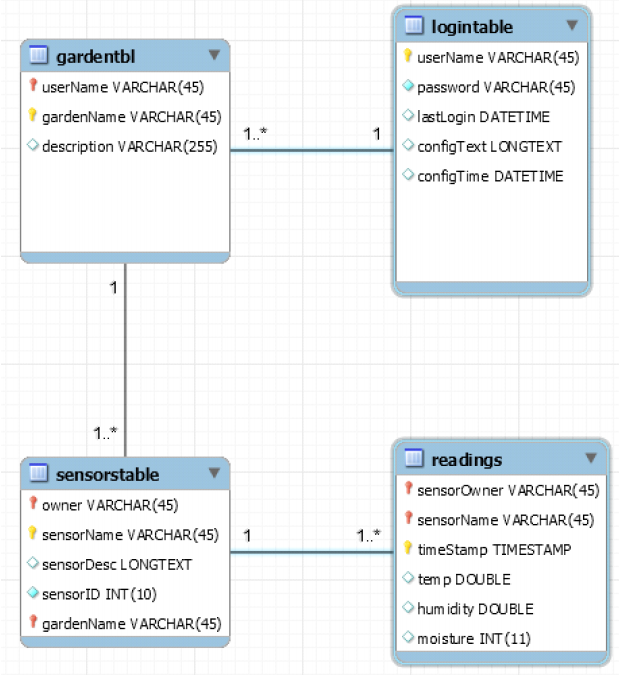 gardentbl
userName VARCHAR(45)
gardenName VARCHAR(45)
description VARCHAR(255)
logintable
userName VARCHAR(45)
password VARCHAR(45)
lastLogin DATETIME
configText LONGTEXT
configTime DATETIME
1..* 1
1
1..*
sensorstable
owner VARCHAR(45)
sensorName VARCHAR(45)
sensorDesc LONGTEXT
sensorID INT(10)
gardenName VARCHAR(45)
1 1..*
readings
sensorOwner VARCHAR(45)
sensorName VARCHAR(45)
timeStamp TIMESTAMP
temp DOUBLE
humidity DOUBLE
moisture INT(11)